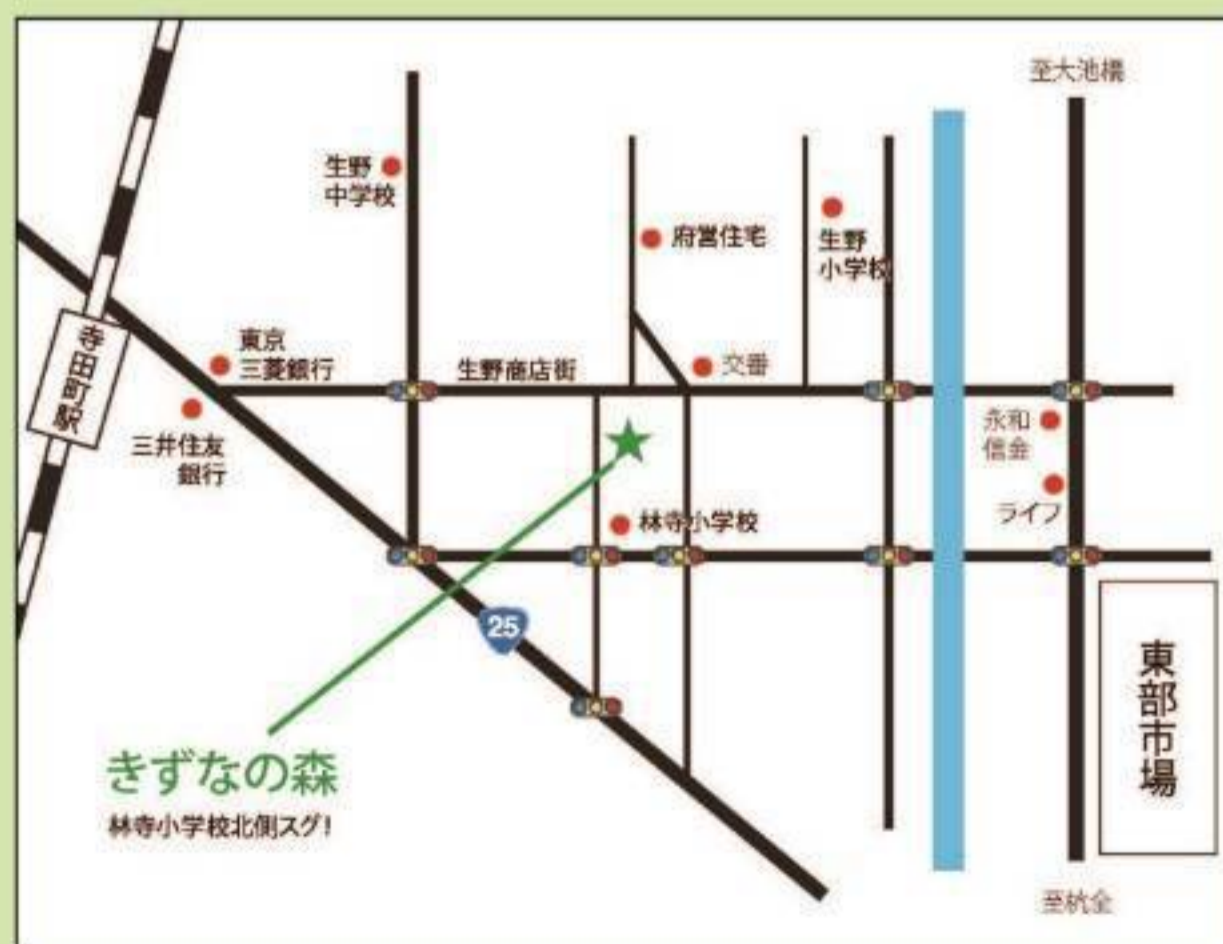 至大池橋
生野
中学校
府営住宅
生野
小学校
寺田町駅
東京
三菱銀行
生野商店街
交番
三井住友
銀行
永和
信金
ライフ
林寺小学校
25
東部市場
きずなの森
林寺小学校北側スグ!
至杭全